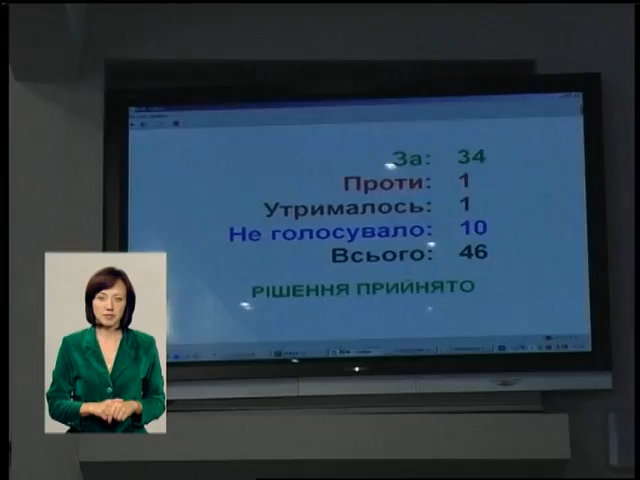 За: 34
Проти: 1
Утрималось: 1
Не голосувало: 10
Всього: 46
РІШЕННЯ ПРИЙНЯТО